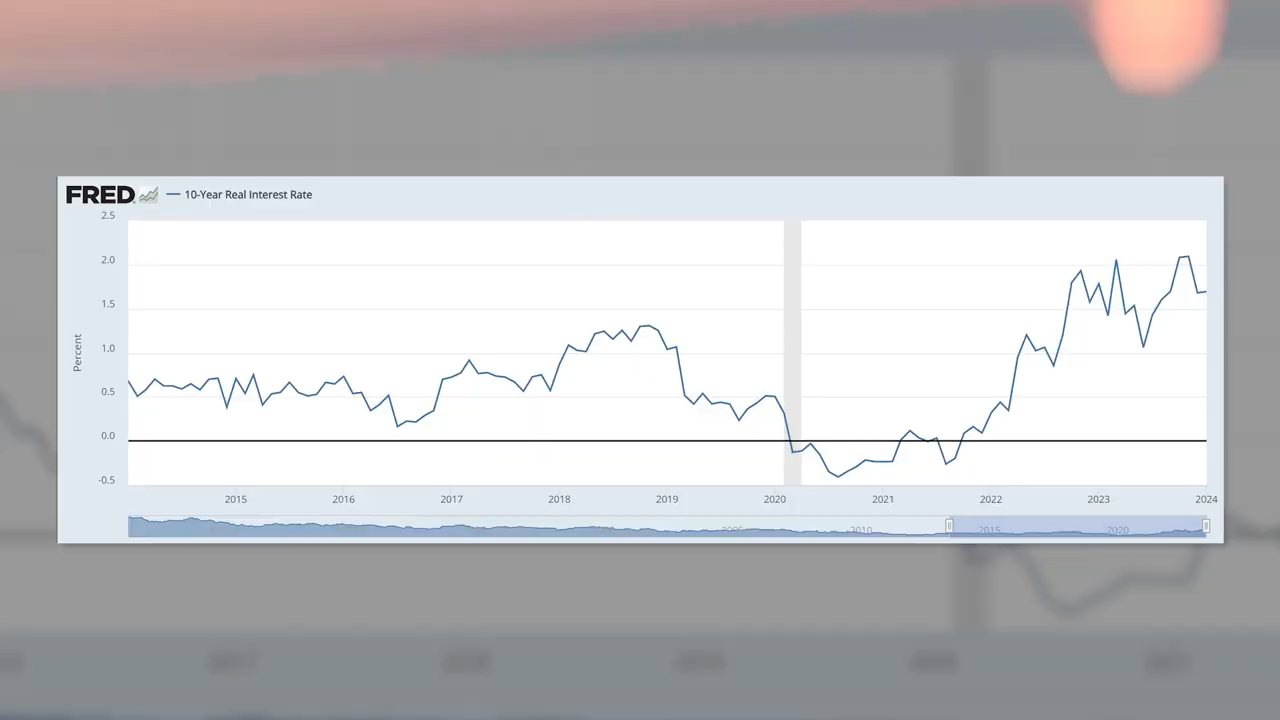 FRED
10-Year Real Interest Rate
2.5
2.0
1.5
1.0
0.5
0.0
-0.5
Percent
2015 2016 2017 2018 2019 2020 2021 2022 2023 2024
2005 2010 2015 2020